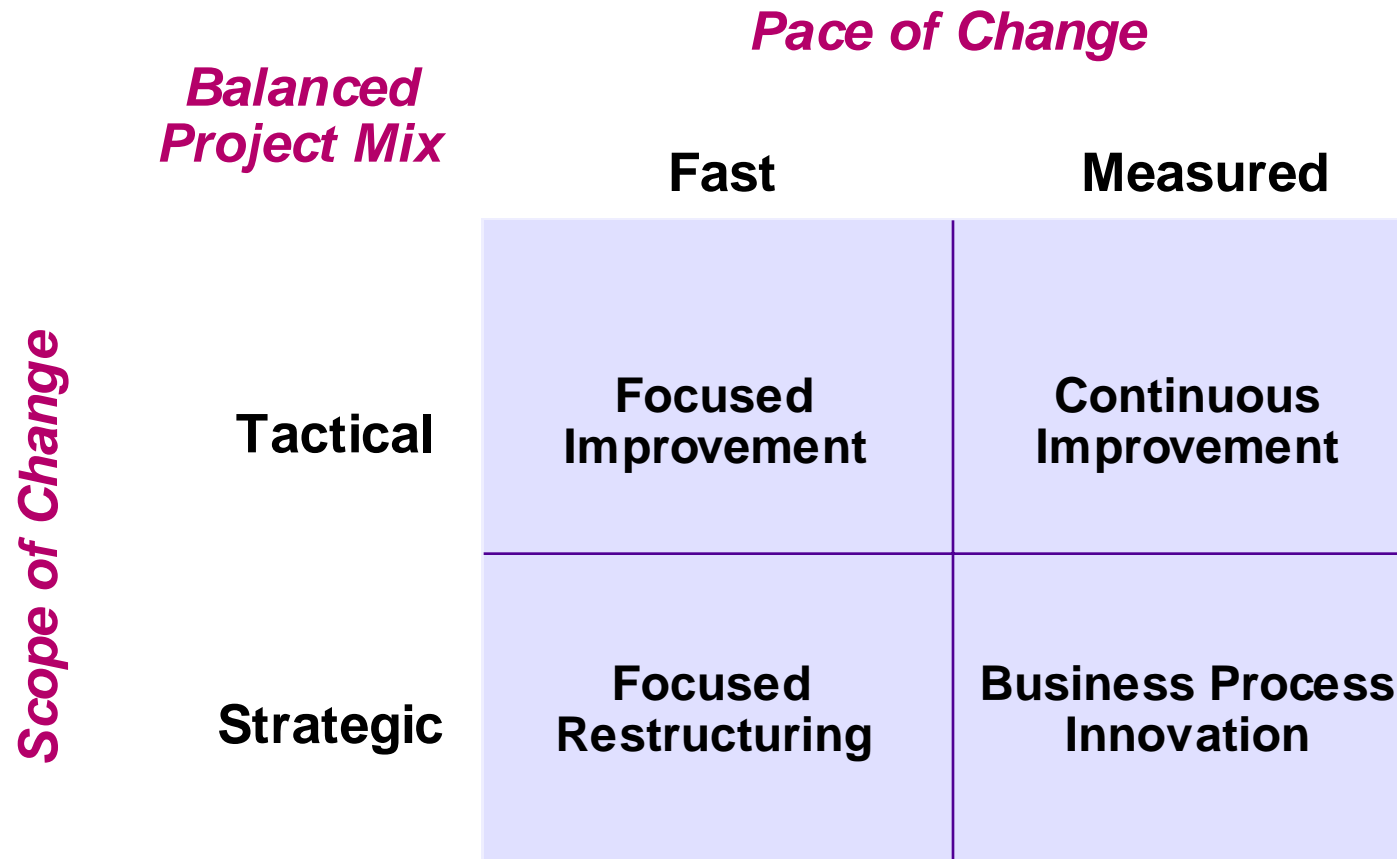 Pace of Change
Balanced
Project Mix
Fast
Measured
Scope of Change
Tactical
Focused
Improvement
Continuous
Improvement
Strategic
Focused
Restructuring
Business Process
Innovation